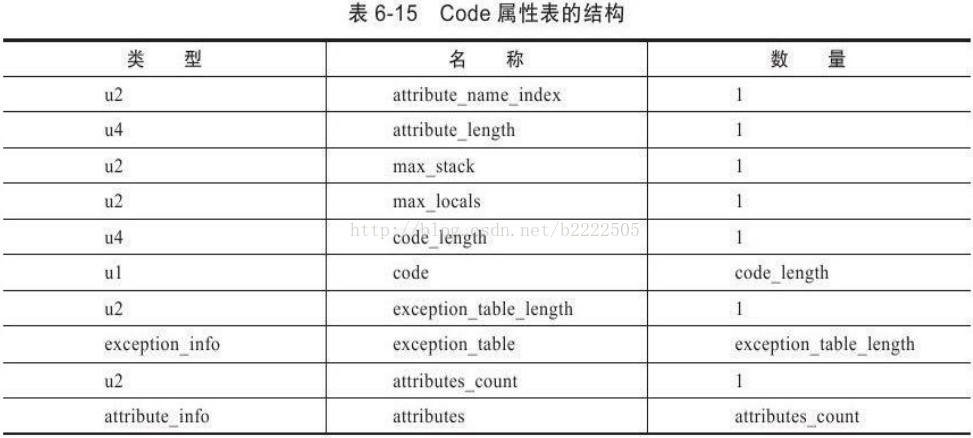 表 6-15 Code 属性表的结构
类 型 名 称 数 量
u2 attribute_name_index 1
u4 attribute_length 1
u2 max_stack 1
u2 max_locals 1
http://blog.csdn.net/b2222505
u4 code_length 1
u1 code code_length
u2 exception_table_length 1
exception_info exception_table exception_table_length
u2 attributes_count 1
attribute_info attributes attributes_count